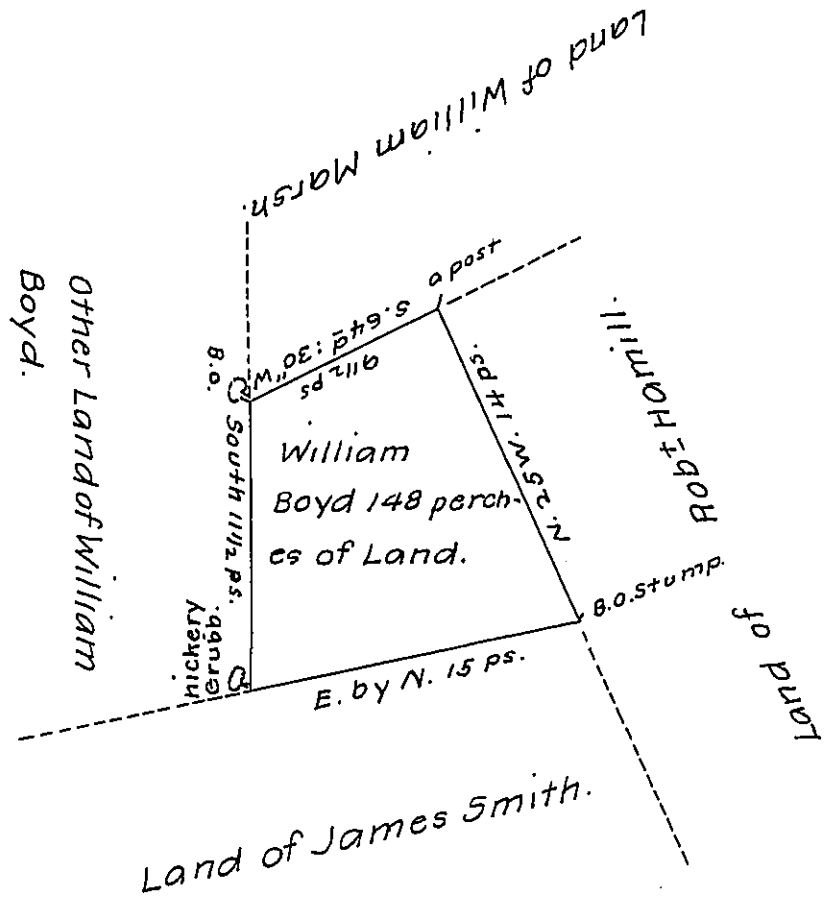 Land of William Marsh.
a post
S. 64d : 30" W
9 1/2 ps
B.O.
South 11 1/2 ps.
N. 25 W. 14 ps.
Land of Robt Hamill.
Other Land of William
Boyd.
William
Boyd 148 perch-
es of Land.
B.O. Stump.
hickery
grubb.
E. by N. 15 ps.
Land of James Smith.